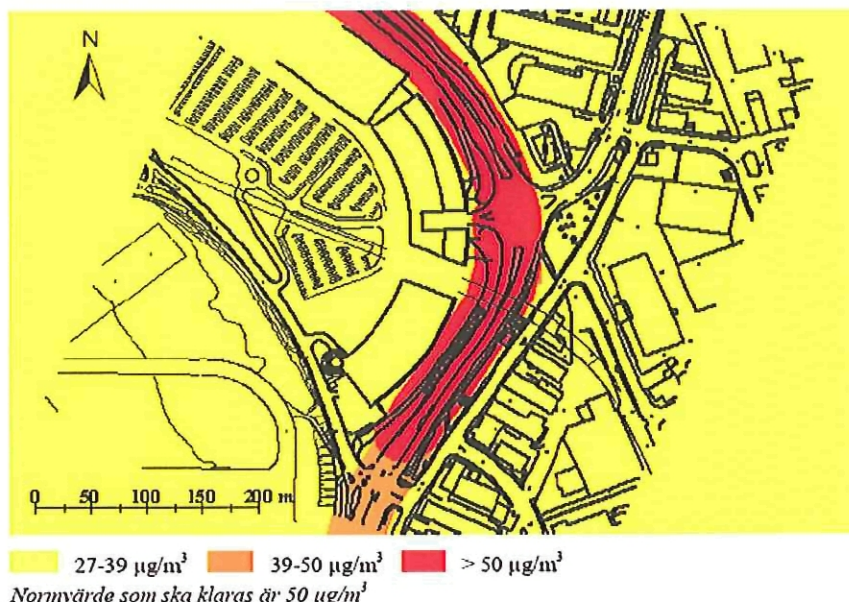 N
0 50 100 150 200 m
27-39 µg/m³ 39-50 µg/m³ > 50 µg/m³
Normvärde som ska klaras är 50 µg/m³